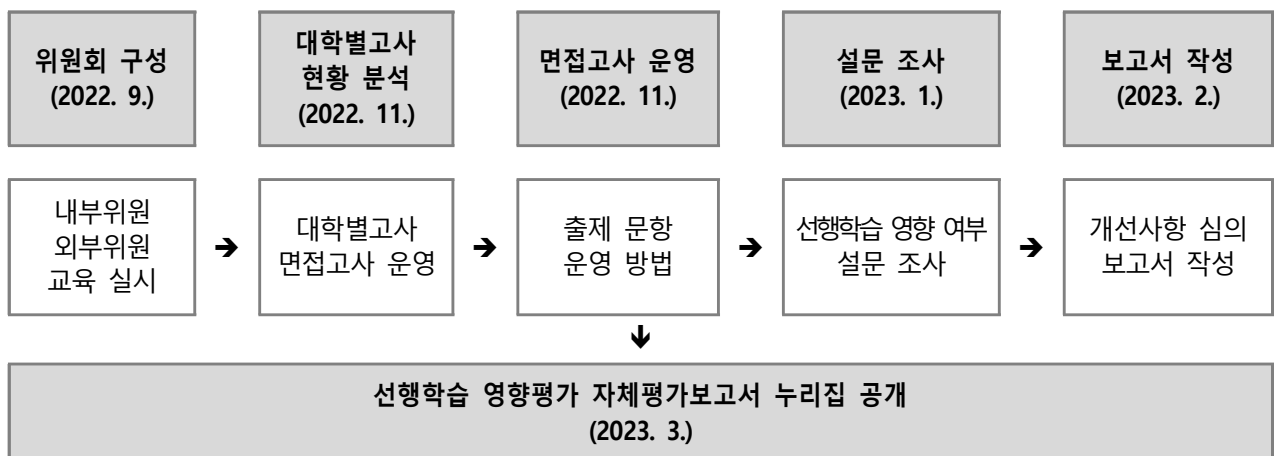 위원회 구성
(2022. 9.)
대학별고사
현황 분석
(2022. 11.)
면접고사 운영
(2022. 11.)
설문 조사
(2023. 1.)
보고서 작성
(2023. 2.)
내부위원
외부위원
교육 실시
➔
대학별고사
면접고사 운영
➔
출제 문항
운영 방법
➔
선행학습 영향 여부
설문 조사
➔
개선사항 심의
보고서 작성
선행학습 영향평가 자체평가보고서 누리집 공개
(2023. 3.)